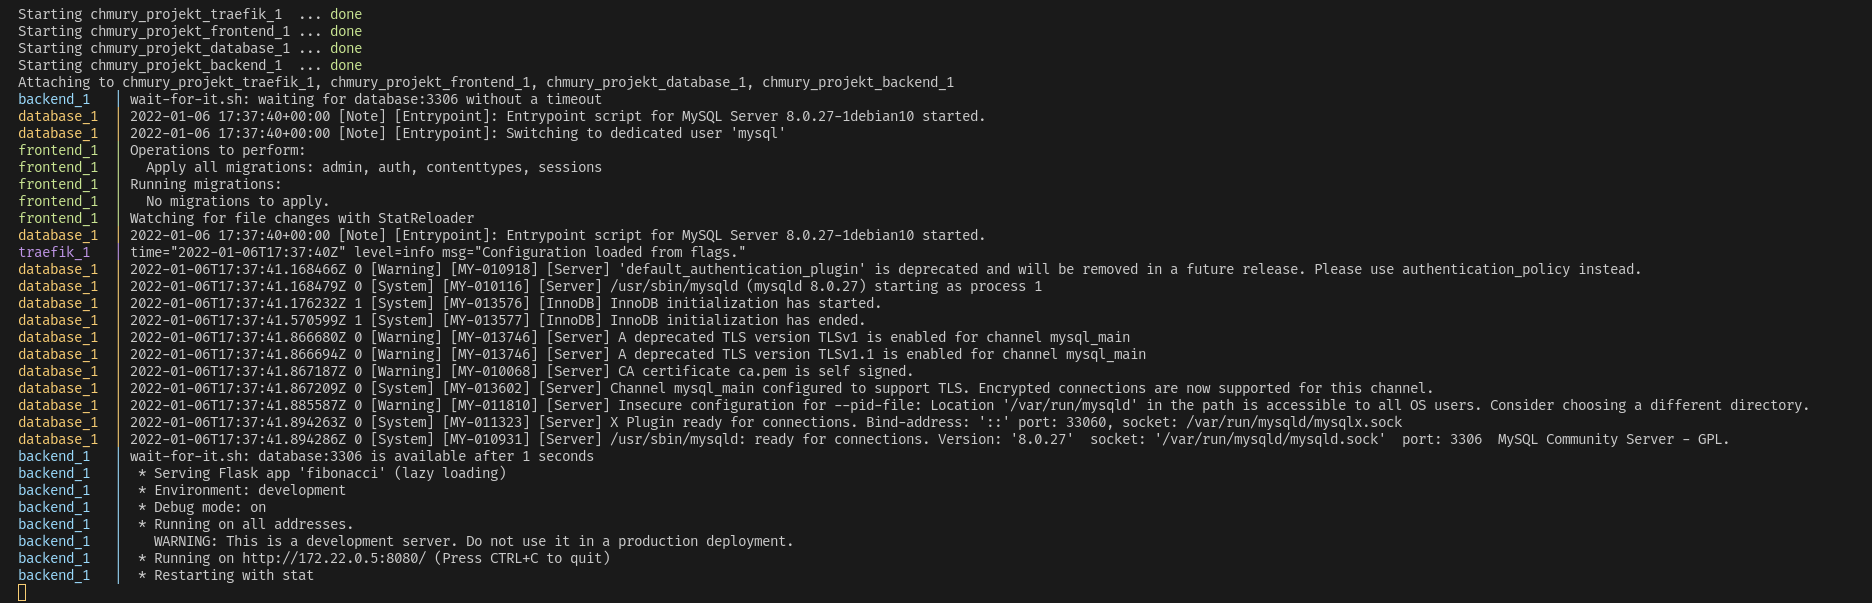 Starting chmury_projekt_traefik_1  ... done
Starting chmury_projekt_frontend_1 ... done
Starting chmury_projekt_database_1 ... done
Starting chmury_projekt_backend_1  ... done
Attaching to chmury_projekt_traefik_1, chmury_projekt_frontend_1, chmury_projekt_database_1, chmury_projekt_backend_1
backend_1   | wait-for-it.sh: waiting for database:3306 without a timeout
database_1  | 2022-01-06 17:37:40+00:00 [Note] [Entrypoint]: Entrypoint script for MySQL Server 8.0.27-1debian10 started.
database_1  | 2022-01-06 17:37:40+00:00 [Note] [Entrypoint]: Switching to dedicated user 'mysql'
frontend_1  | Operations to perform:
frontend_1  |   Apply all migrations: admin, auth, contenttypes, sessions
frontend_1  | Running migrations:
frontend_1  |   No migrations to apply.
frontend_1  | Watching for file changes with StatReloader
database_1  | 2022-01-06 17:37:40+00:00 [Note] [Entrypoint]: Entrypoint script for MySQL Server 8.0.27-1debian10 started.
traefik_1   | time="2022-01-06T17:37:40Z" level=info msg="Configuration loaded from flags."
database_1  | 2022-01-06T17:37:41.168466Z 0 [Warning] [MY-010918] [Server] 'default_authentication_plugin' is deprecated and will be removed in a future release. Please use authentication_policy instead.
database_1  | 2022-01-06T17:37:41.168479Z 0 [System] [MY-010116] [Server] /usr/sbin/mysqld (mysqld 8.0.27) starting as process 1
database_1  | 2022-01-06T17:37:41.176232Z 1 [System] [MY-013576] [InnoDB] InnoDB initialization has started.
database_1  | 2022-01-06T17:37:41.570599Z 1 [System] [MY-013577] [InnoDB] InnoDB initialization has ended.
database_1  | 2022-01-06T17:37:41.866680Z 0 [Warning] [MY-013746] [Server] A deprecated TLS version TLSv1 is enabled for channel mysql_main
database_1  | 2022-01-06T17:37:41.866694Z 0 [Warning] [MY-013746] [Server] A deprecated TLS version TLSv1.1 is enabled for channel mysql_main
database_1  | 2022-01-06T17:37:41.867187Z 0 [Warning] [MY-010068] [Server] CA certificate ca.pem is self signed.
database_1  | 2022-01-06T17:37:41.867209Z 0 [System] [MY-013602] [Server] Channel mysql_main configured to support TLS. Encrypted connections are now supported for this channel.
database_1  | 2022-01-06T17:37:41.885587Z 0 [Warning] [MY-011810] [Server] Insecure configuration for --pid-file: Location '/var/run/mysqld' in the path is accessible to all OS users. Consider choosing a different directory.
database_1  | 2022-01-06T17:37:41.894263Z 0 [System] [MY-011323] [Server] X Plugin ready for connections. Bind-address: '::' port: 33060, socket: /var/run/mysqld/mysqlx.sock
database_1  | 2022-01-06T17:37:41.894286Z 0 [System] [MY-010931] [Server] /usr/sbin/mysqld: ready for connections. Version: '8.0.27'  socket: '/var/run/mysqld/mysqld.sock'  port: 3306  MySQL Community Server - GPL.
backend_1   | wait-for-it.sh: database:3306 is available after 1 seconds
backend_1   |  * Serving Flask app 'fibonacci' (lazy loading)
backend_1   |  * Environment: development
backend_1   |  * Debug mode: on
backend_1   |  * Running on all addresses.
backend_1   |    WARNING: This is a development server. Do not use it in a production deployment.
backend_1   |  * Running on http://172.22.0.5:8080/ (Press CTRL+C to quit)
backend_1   |  * Restarting with stat